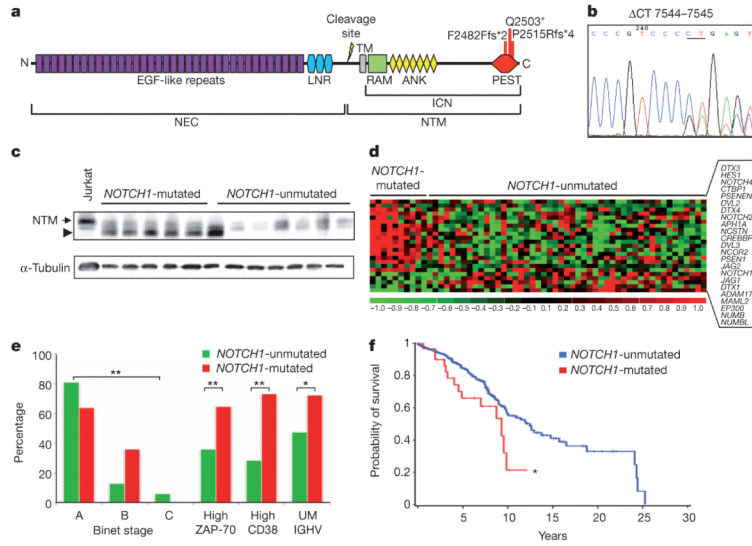 a
Cleavage
site
Q2503*
F2482Ffs*2
P2515Rfs*4
N
TM
C
EGF-like repeats
LNR
RAM
ANK
PEST
ICN
NEC
NTM
b
ΔCT 7544–7545
240
C C C G T C C C C T G A G T
c
Jurkat
NOTCH1-mutated
NOTCH1-unmutated
NTM
α-Tubulin
d
NOTCH1-
mutated
NOTCH1-unmutated
DTX3
HES1
NOTCH4
CTBP1
PSENEN
DVL2
DTX4
NOTCH2
APH1A
NCSTN
CREBBP
DVL3
NCOR2
PSEN1
JAG2
NOTCH1
JAG1
DTX1
ADAM17
MAML2
EP300
NUMB
NUMBL
–1.0 –0.9 –0.8 –0.7 –0.6 –0.5 –0.4 –0.3 –0.2 –0.1 0.0 0.1 0.2 0.3 0.4 0.5 0.6 0.7 0.8 0.9 1.0
e
NOTCH1-unmutated
NOTCH1-mutated
Percentage
100
80
60
40
20
0
**
**
**
*
A
B
C
Binet stage
High
ZAP-70
High
CD38
UM
IGHV
f
NOTCH1-unmutated
NOTCH1-mutated
Probability of survival
1
0.8
0.6
0.4
0.2
0
*
5 10 15 20 25 30
Years